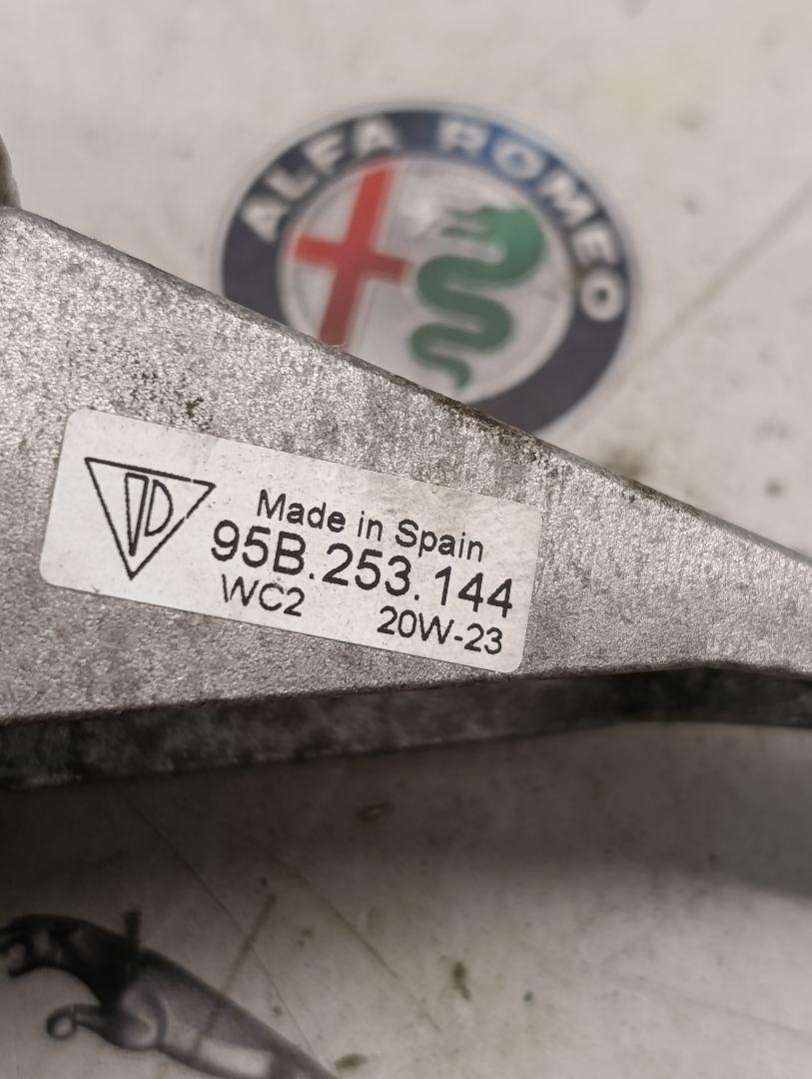 ALFA ROMEO
Made in Spain
95B.253.144
WC2
20W-23